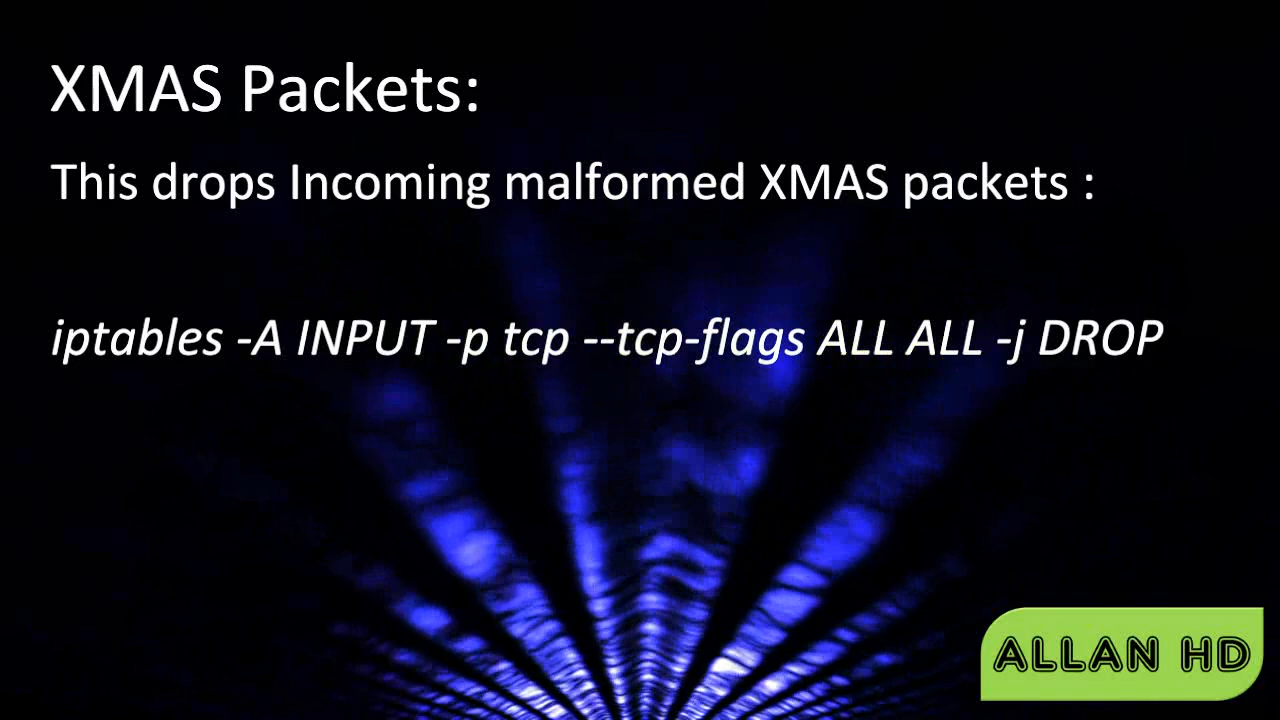 XMAS Packets:
This drops Incoming malformed XMAS packets :
iptables -A INPUT -p tcp --tcp-flags ALL ALL -j DROP
ALLAN HD